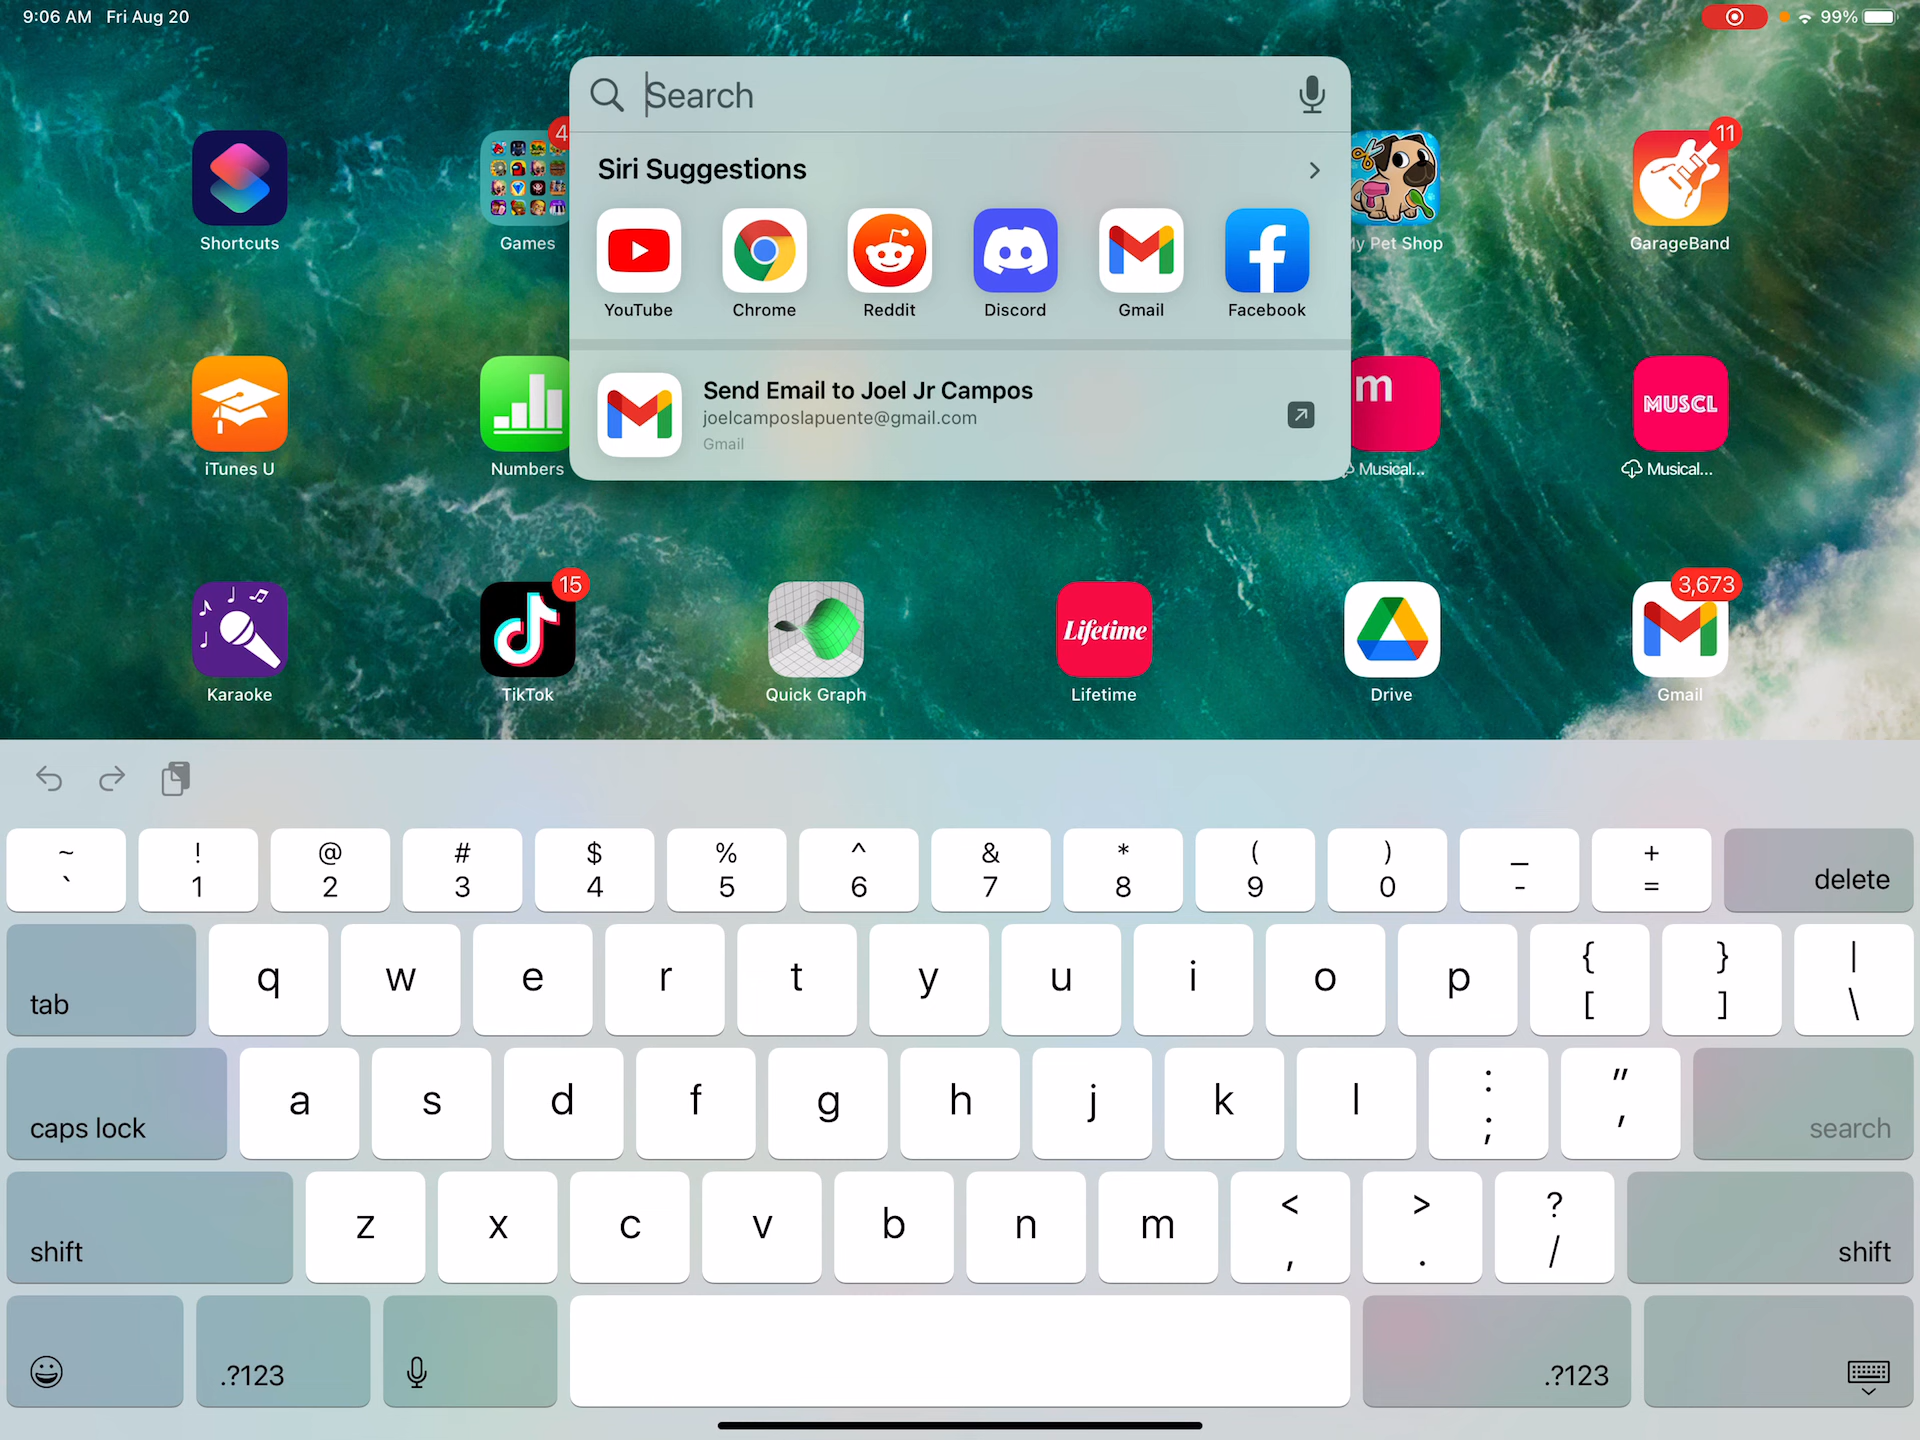 9:06 AM Fri Aug 20
99%
Search
Siri Suggestions
YouTube
Chrome
Reddit
Discord
Gmail
Facebook
Send Email to Joel Jr Campos
joelcamposlapuente@gmail.com
Gmail
Shortcuts
4
Games
My Pet Shop
11
GarageBand
iTunes U
Numbers
m
Musical...
MUSCL
Musical...
Karaoke
15
TikTok
Quick Graph
Lifetime
Lifetime
Drive
3,673
Gmail
~ ! @ # $ % ^ & * ( ) _ +
` 1 2 3 4 5 6 7 8 9 0 - = delete
tab q w e r t y u i o p { [ } ] | \
caps lock a s d f g h j k l : ; " ' search
shift z x c v b n m < , > . ? / shift
.?123 .?123